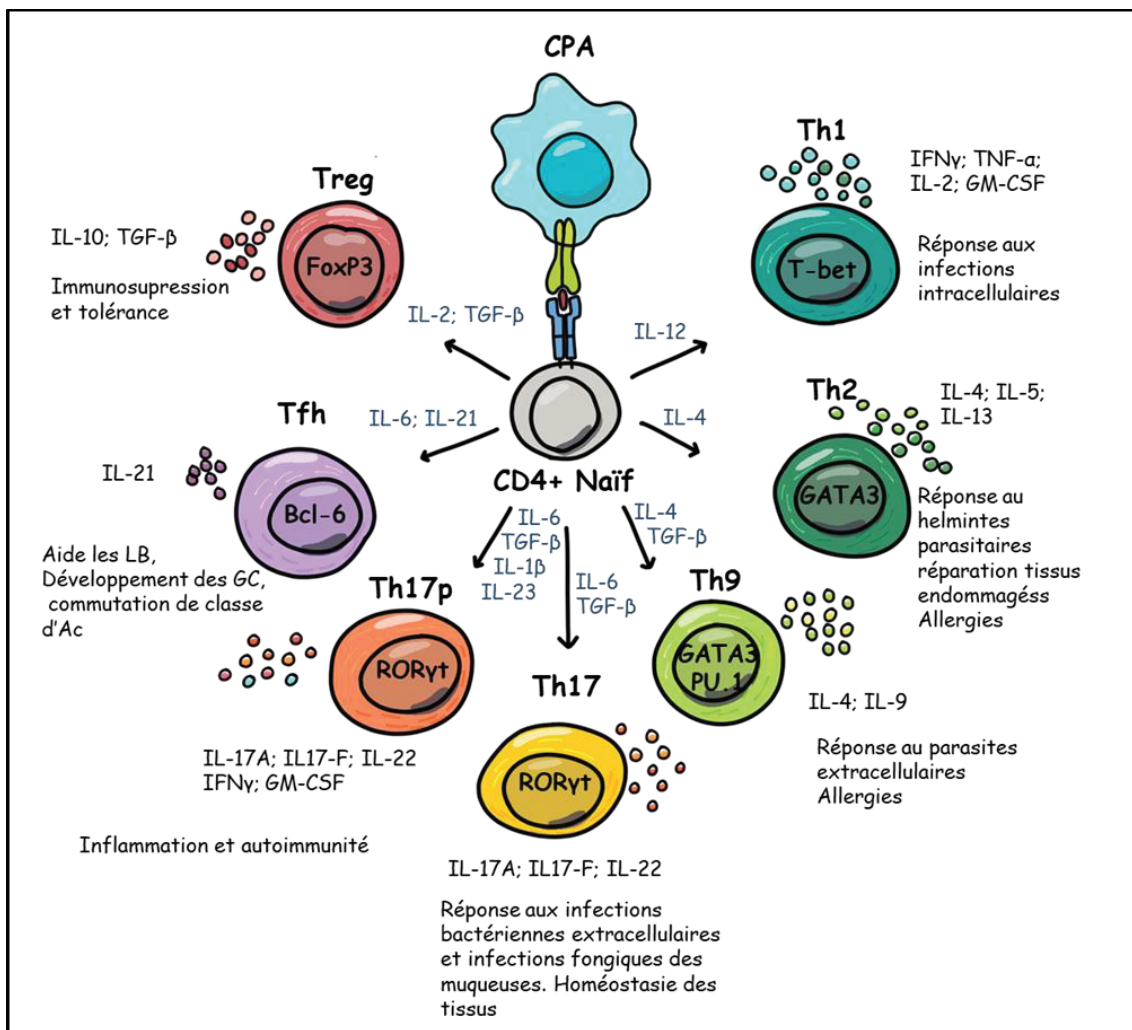 CPA
Treg
IL-10; TGF-β
FoxP3
Immunosupression
et tolérance
IL-2; TGF-β
Th1
IFNγ; TNF-α;
IL-2; GM-CSF
T-bet
Réponse aux
infections
intracellulaires
IL-12
Tfh
IL-6; IL-21
IL-21
Bcl-6
Aide les LB,
Développement des GC,
commutation de classe
d'Ac
CD4+ Naïf
IL-4
Th2
IL-4; IL-5;
IL-13
GATA3
Réponse au
helmintes
parasitaires
réparation tissus
endommagéss
Allergies
IL-6
TGF-β
IL-1β
IL-23
Th17p
RORγt
IL-17A; IL17-F; IL-22
IFNγ; GM-CSF
Inflammation et autoimmunité
IL-6
TGF-β
Th17
RORγt
IL-17A; IL17-F; IL-22
Réponse aux infections
bactériennes extracellulaires
et infections fongiques des
muqueuses. Homéostasie des
tissus
IL-4
TGF-β
Th9
GATA3
PU.1
IL-4; IL-9
Réponse au parasites
extracellulaires
Allergies